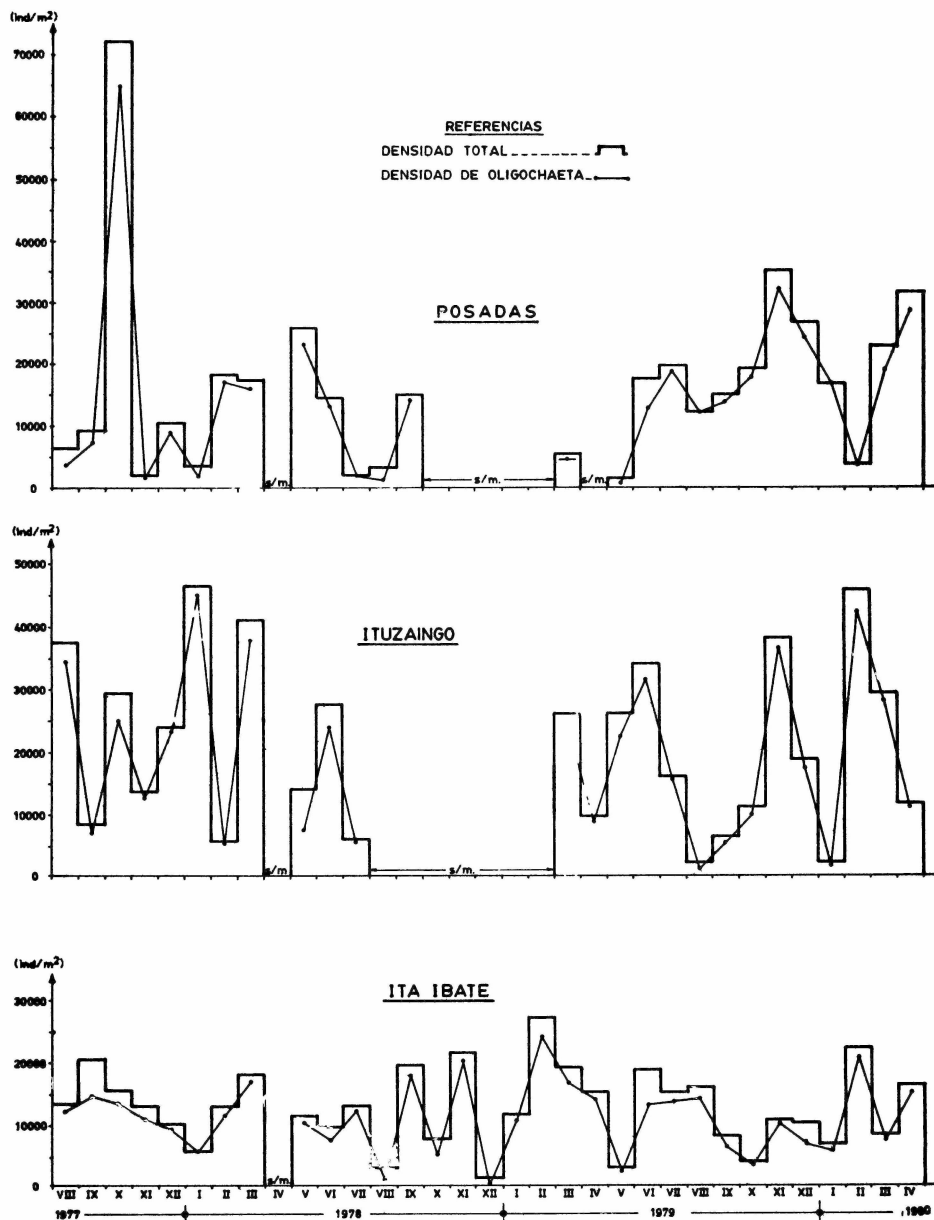 (Ind/m²)
70000
60000
50000
40000
30000
20000
10000
0
REFERENCIAS
DENSIDAD TOTAL
DENSIDAD DE OLIGOCHAETA
POSADAS
s/m. s/m. s/m.
(Ind/m²)
50000
40000
30000
20000
10000
0
ITUZAINGO
s/m. s/m.
(Ind/m²)
30000
20000
10000
0
ITA IBATE
s/m.
VIII IX X XI XII I II III IV V VI VII VIII IX X XI XII I II III IV V VI VII VIII IX X XI XII I II III IV
1977 1978 1979 1980